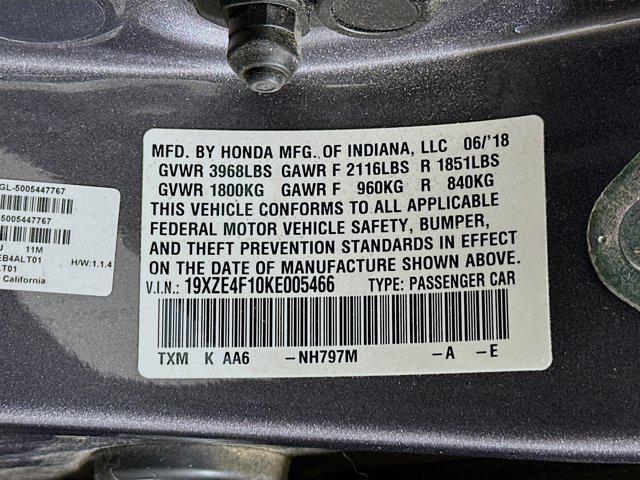 MFD. BY HONDA MFG. OF INDIANA, LLC 06/'18
GVWR 3968LBS GAWR F 2116LBS R 1851LBS
GVWR 1800KG GAWR F 960KG R 840KG
THIS VEHICLE CONFORMS TO ALL APPLICABLE
FEDERAL MOTOR VEHICLE SAFETY, BUMPER,
AND THEFT PREVENTION STANDARDS IN EFFECT
ON THE DATE OF MANUFACTURE SHOWN ABOVE.
V.I.N.: 19XZE4F10KE005466 TYPE: PASSENGER CAR
TXM K AA6 -NH797M -A -E
GL-5005447767
5005447767
11M
EB4ALT01
LT01 H/W:1.1.4
California